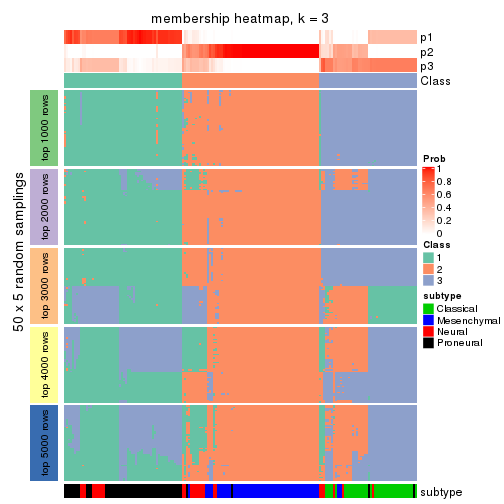 membership heatmap, k = 3
p1
p2
p3
Class
50 x 5 random samplings
top 1000 rows
top 2000 rows
top 3000 rows
top 4000 rows
top 5000 rows
subtype
Prob
1
0.8
0.6
0.4
0.2
0
Class
1
2
3
subtype
Classical
Mesenchymal
Neural
Proneural